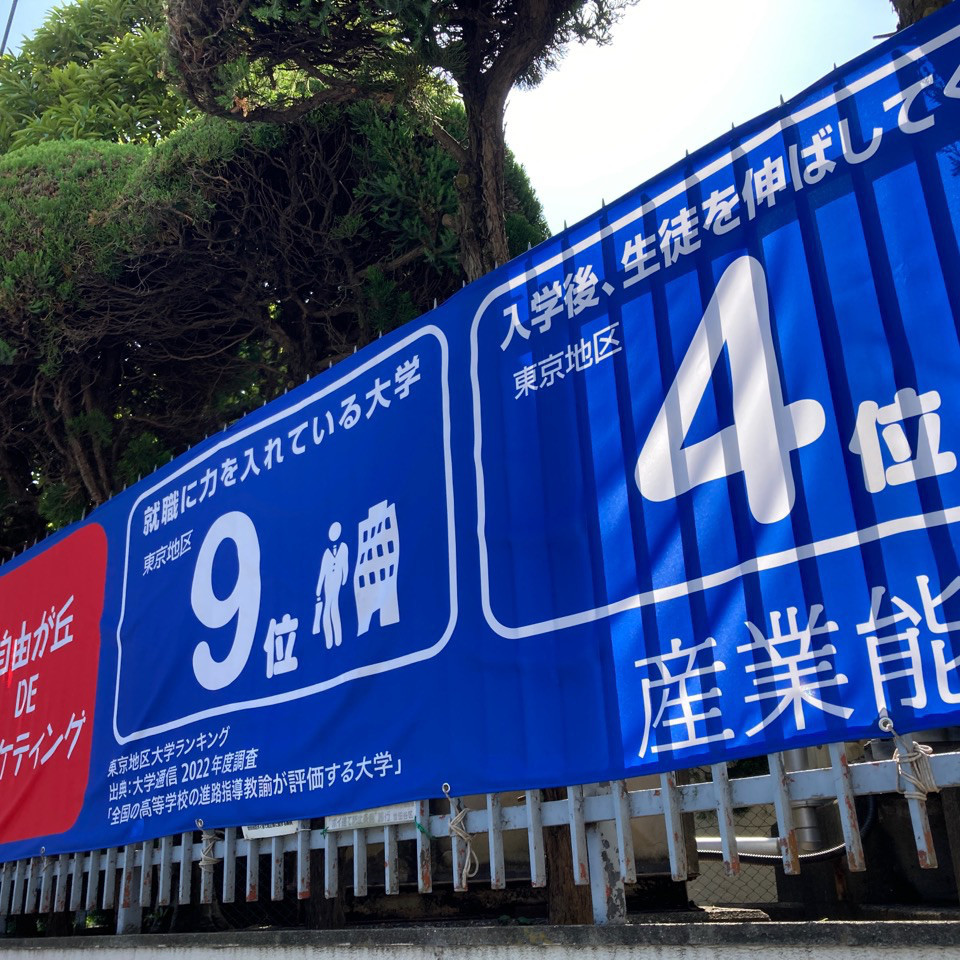 自由が丘
DE
ケティング
就職に力を入れている大学
東京地区
9位
東京地区大学ランキング
出典：大学通信 2022年度調査
「全国の高等学校の進路指導教諭が評価する大学」
入学後、生徒を伸ばしてく
東京地区
4位
産業能